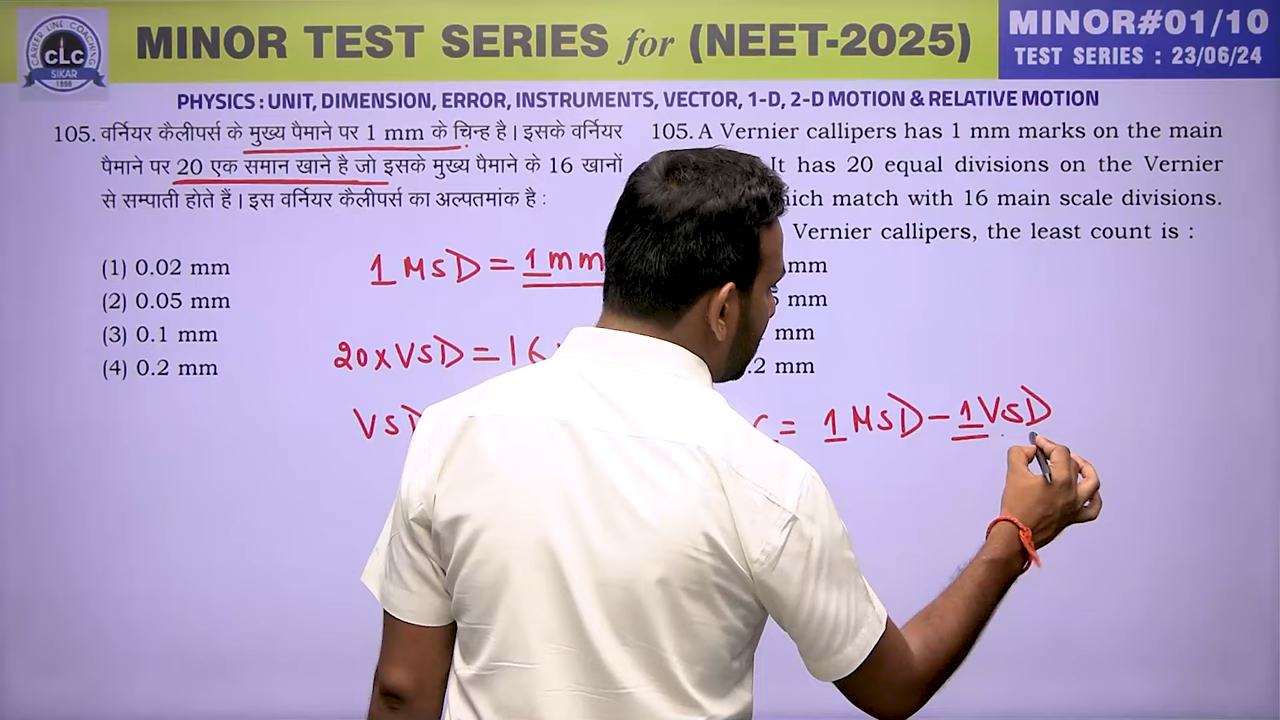 CAREER LINE COACHING
CLC
SIKAR
1996
MINOR TEST SERIES for (NEET-2025)
MINOR#01/10
TEST SERIES : 23/06/24
PHYSICS : UNIT, DIMENSION, ERROR, INSTRUMENTS, VECTOR, 1-D, 2-D MOTION & RELATIVE MOTION
105. वर्नियर कैलीपर्स के मुख्य पैमाने पर 1 mm के चिन्ह है। इसके वर्नियर
पैमाने पर 20 एक समान खाने है जो इसके मुख्य पैमाने के 16 खानों
से सम्पाती होते हैं। इस वर्नियर कैलीपर्स का अल्पतमांक है :
(1) 0.02 mm
(2) 0.05 mm
(3) 0.1 mm
(4) 0.2 mm
105. A Vernier callipers has 1 mm marks on the main
It has 20 equal divisions on the Vernier
which match with 16 main scale divisions.
Vernier callipers, the least count is :
mm
mm
mm
.2 mm
1 MSD = 1mm
20 x VSD = 16
VSD
= 1 MSD - 1 VSD